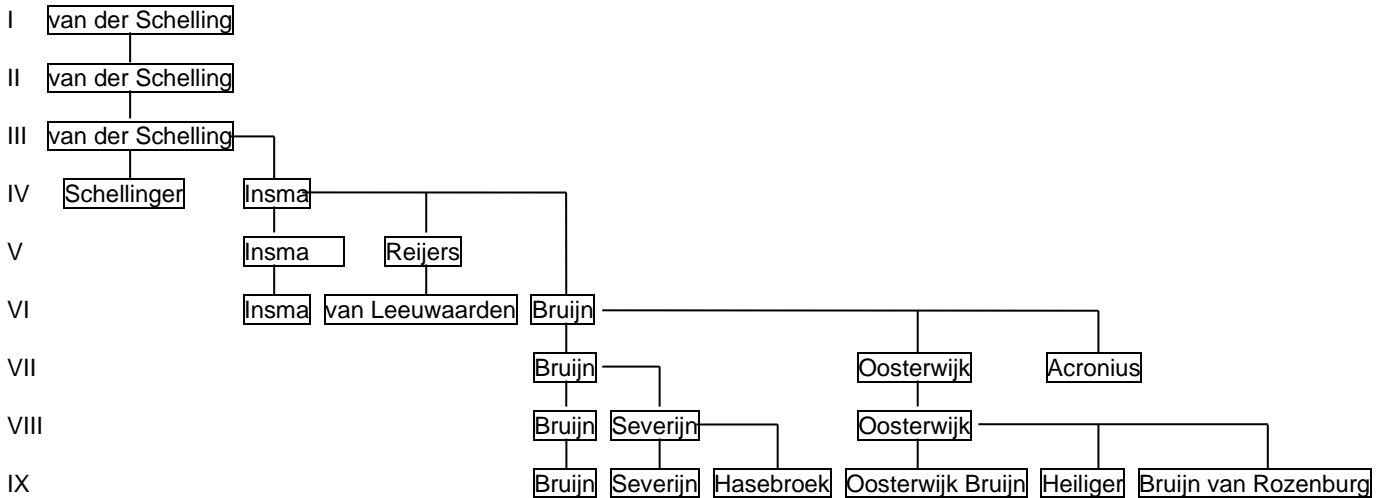 I van der Schelling
II van der Schelling
III van der Schelling
IV Schellinger Insma
V Insma Reijers
VI Insma van Leeuwaarden Bruijn
VII Bruijn Oosterwijk Acronius
VIII Bruijn Severijn Oosterwijk
IX Bruijn Severijn Hasebroek Oosterwijk Bruijn Heiliger Bruijn van Rozenburg